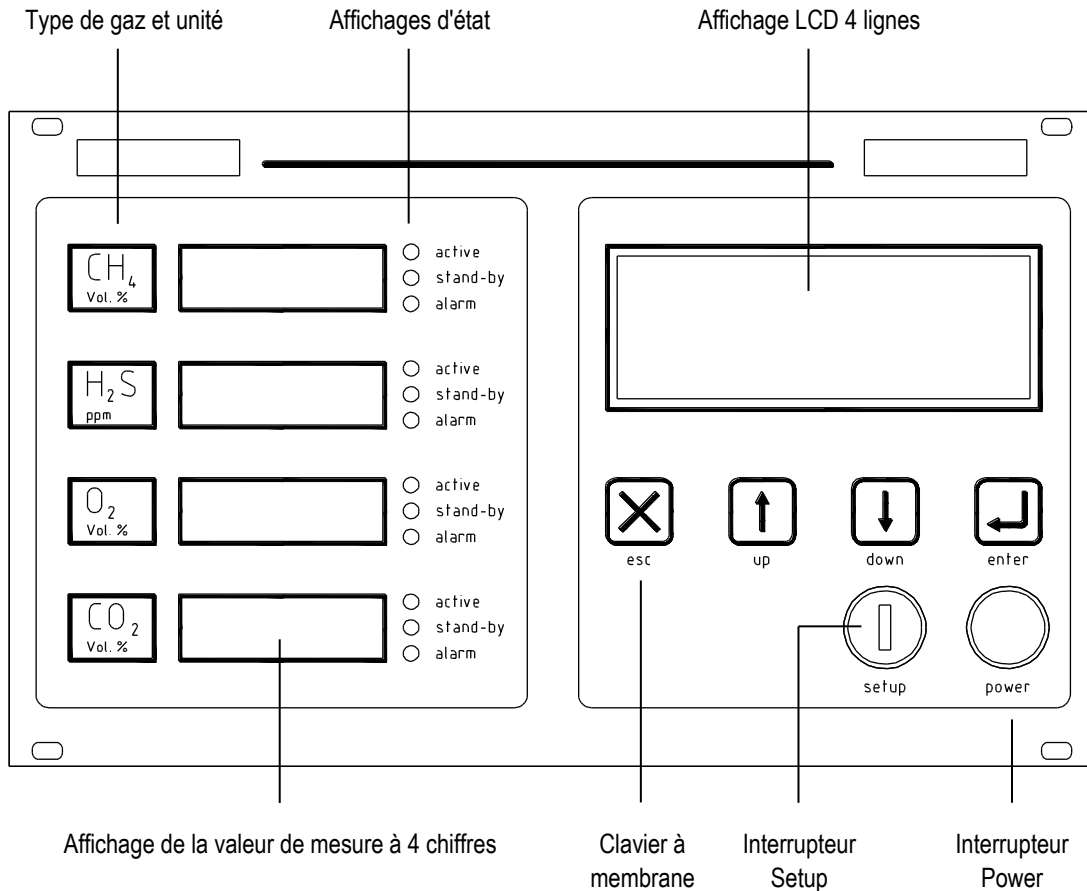 Type de gaz et unité
Affichages d'état
Affichage LCD 4 lignes
CH₄
Vol. %
active
stand-by
alarm
H₂S
ppm
active
stand-by
alarm
O₂
Vol. %
active
stand-by
alarm
CO₂
Vol. %
active
stand-by
alarm
esc
up
down
enter
setup
power
Affichage de la valeur de mesure à 4 chiffres
Clavier à
membrane
Interrupteur
Setup
Interrupteur
Power